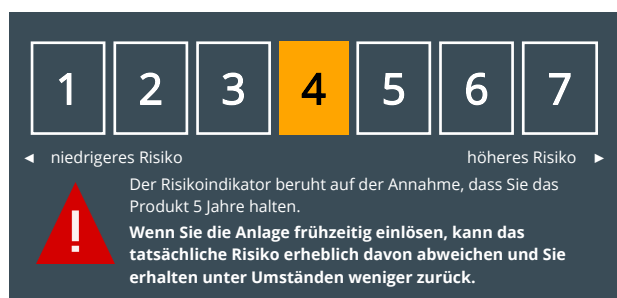 1 2 3 4 5 6 7
◄ niedrigeres Risiko höheres Risiko ►
Der Risikoindikator beruht auf der Annahme, dass Sie das
Produkt 5 Jahre halten.
! Wenn Sie die Anlage frühzeitig einlösen, kann das
tatsächliche Risiko erheblich davon abweichen und Sie
erhalten unter Umständen weniger zurück.